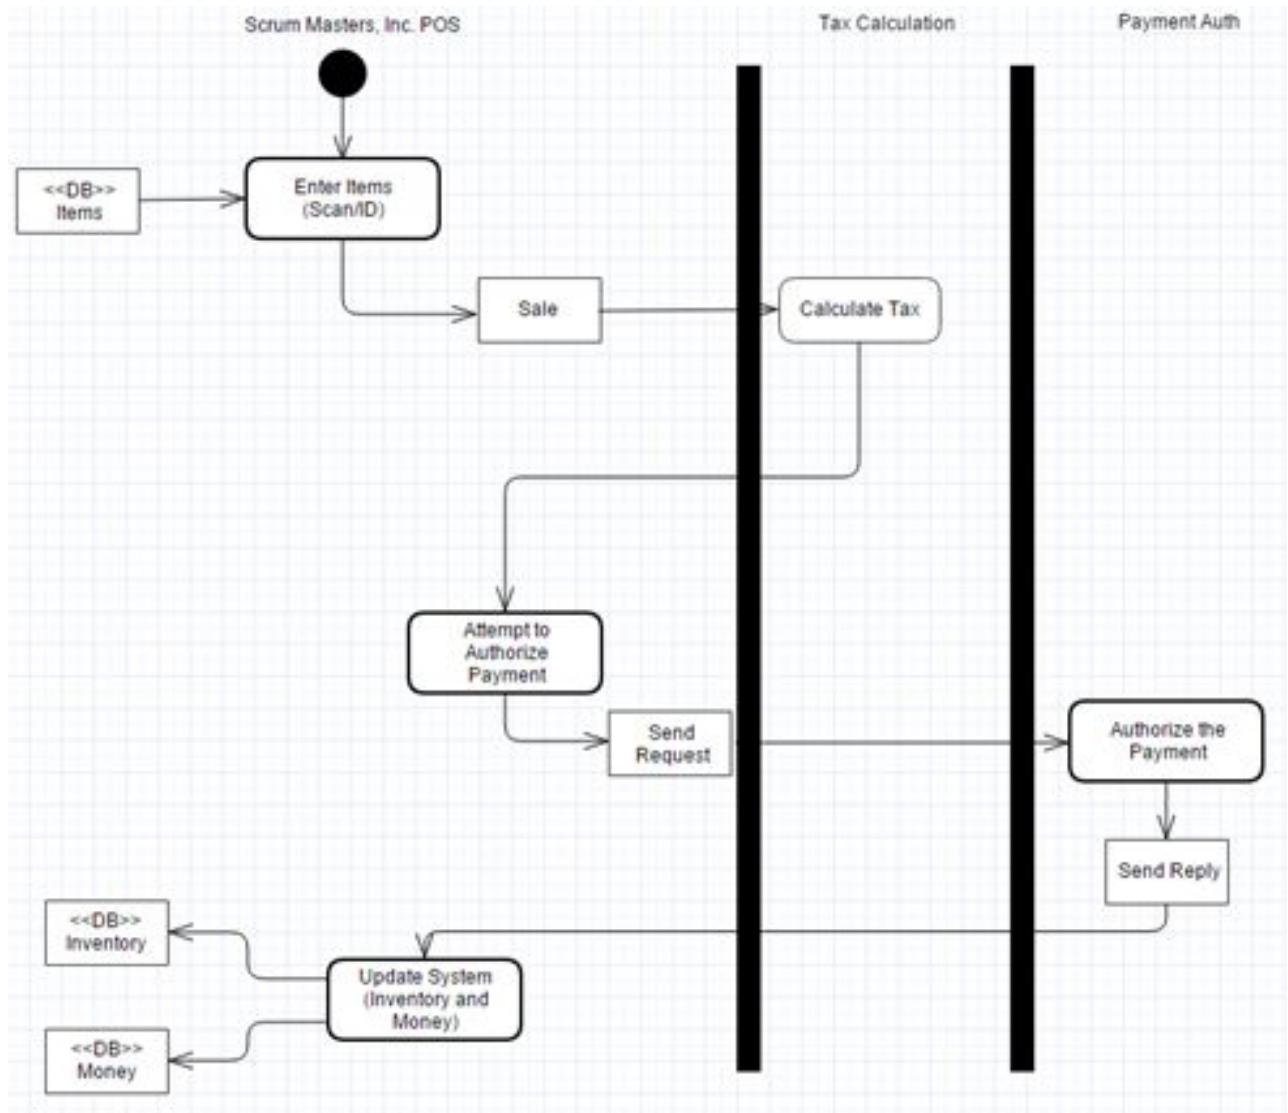 Scrum Masters, Inc. POS
Tax Calculation
Payment Auth
<<DB>>
Items
Enter Items
(Scan/ID)
Sale
Calculate Tax
Attempt to
Authorize
Payment
Send
Request
Authorize the
Payment
Send Reply
<<DB>>
Inventory
Update System
(Inventory and
Money)
<<DB>>
Money